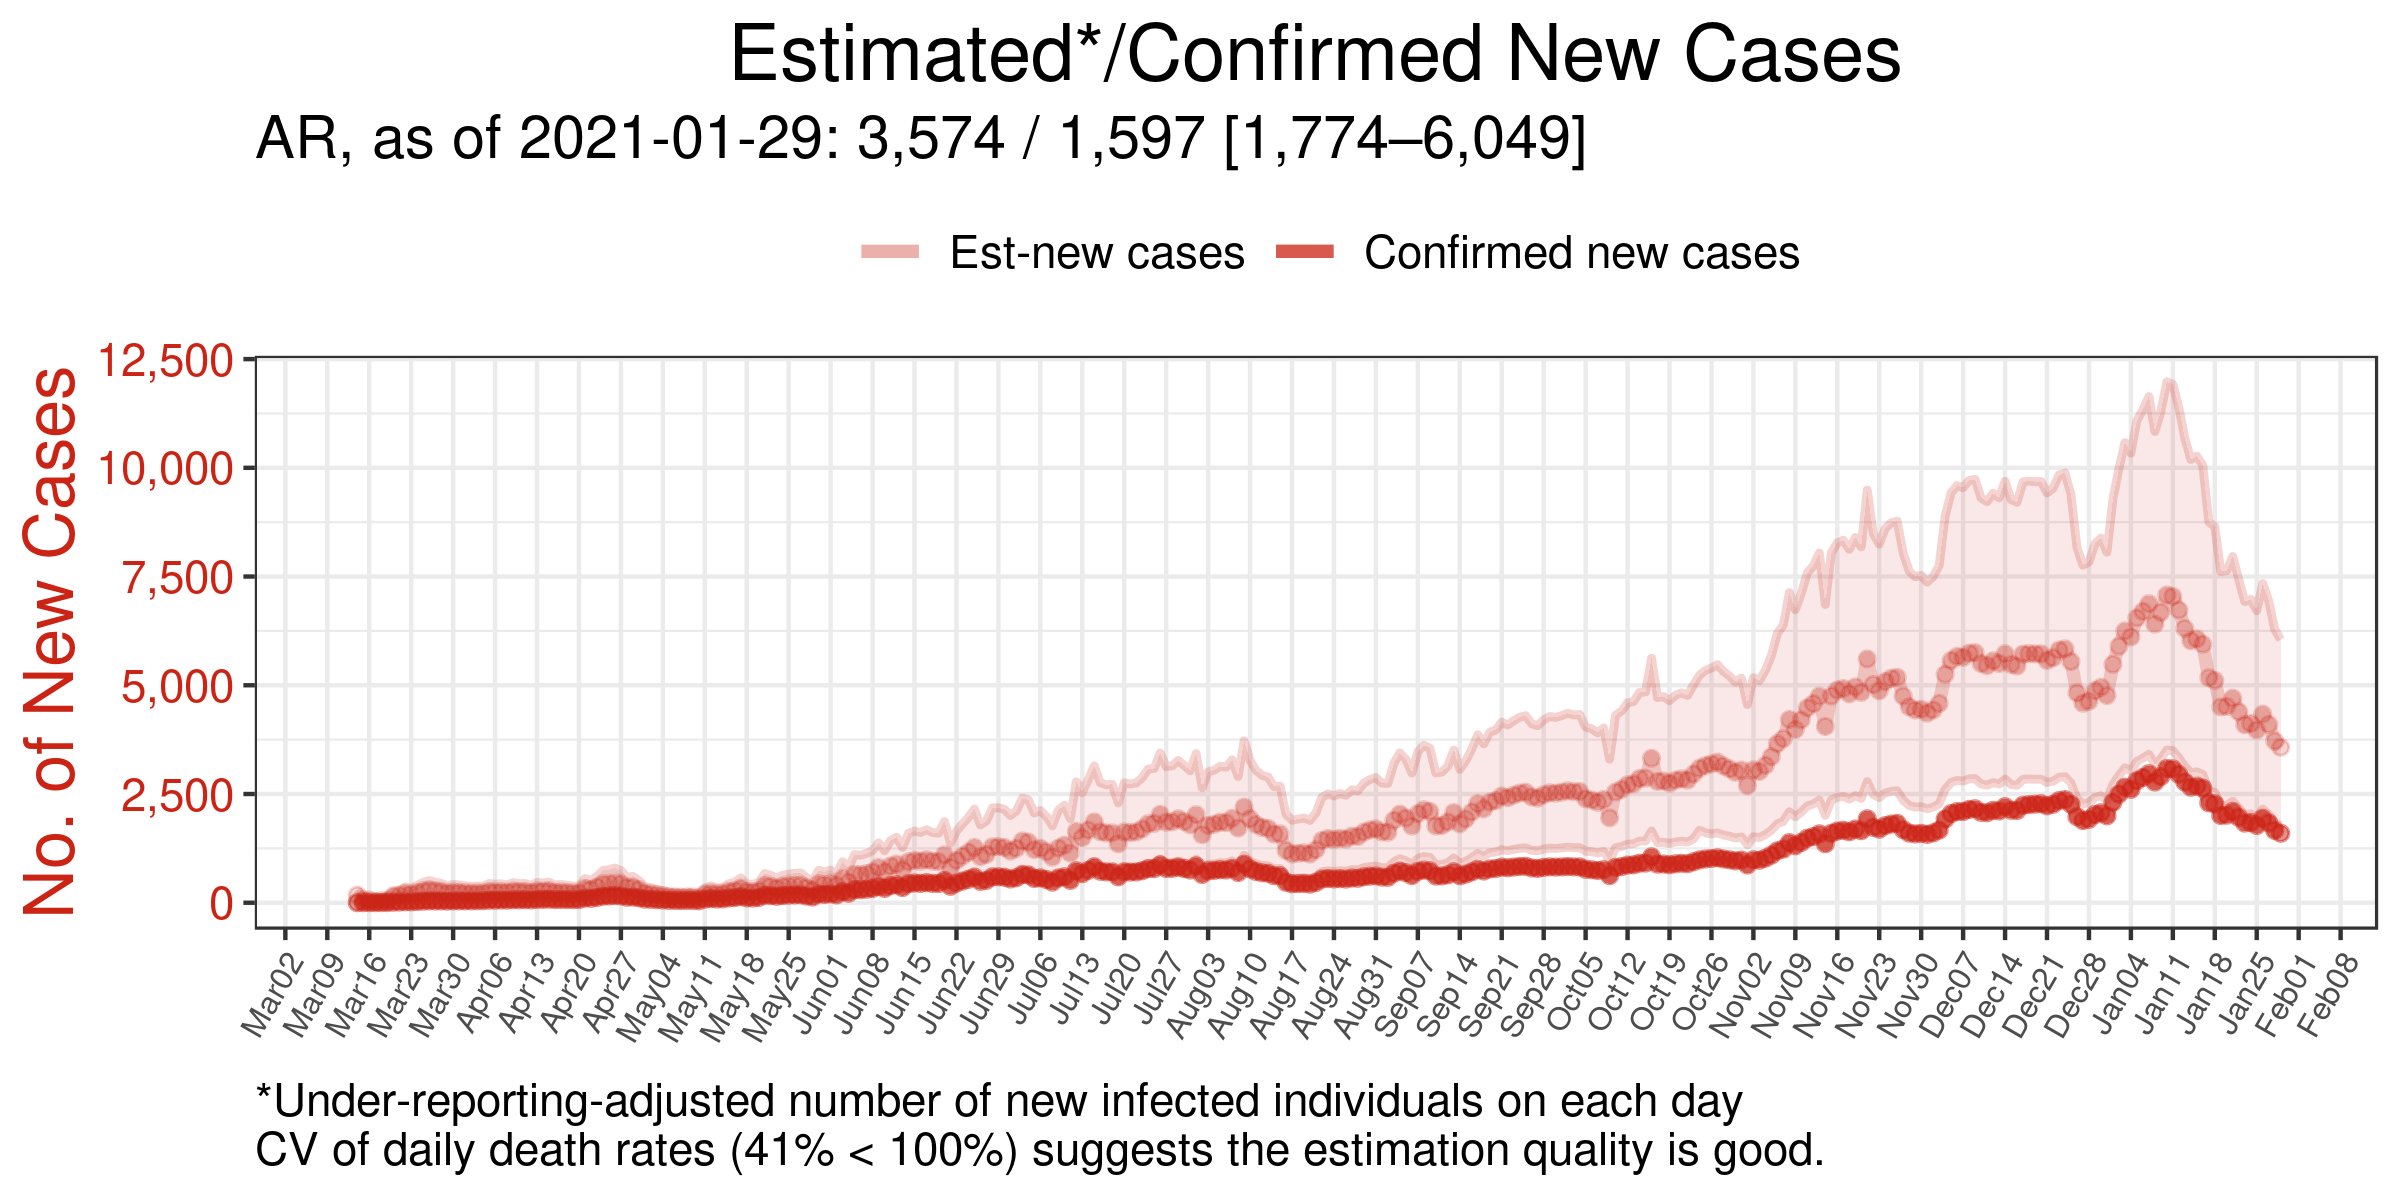 Estimated*/Confirmed New Cases
AR, as of 2021-01-29: 3,574 / 1,597 [1,774–6,049]
Est-new cases
Confirmed new cases
No. of New Cases
12,500
10,000
7,500
5,000
2,500
0
Mar02
Mar09
Mar16
Mar23
Mar30
Apr06
Apr13
Apr20
Apr27
May04
May11
May18
May25
Jun01
Jun08
Jun15
Jun22
Jun29
Jul06
Jul13
Jul20
Jul27
Aug03
Aug10
Aug17
Aug24
Aug31
Sep07
Sep14
Sep21
Sep28
Oct05
Oct12
Oct19
Oct26
Nov02
Nov09
Nov16
Nov23
Nov30
Dec07
Dec14
Dec21
Dec28
Jan04
Jan11
Jan18
Jan25
Feb01
Feb08
*Under-reporting-adjusted number of new infected individuals on each day
CV of daily death rates (41% < 100%) suggests the estimation quality is good.